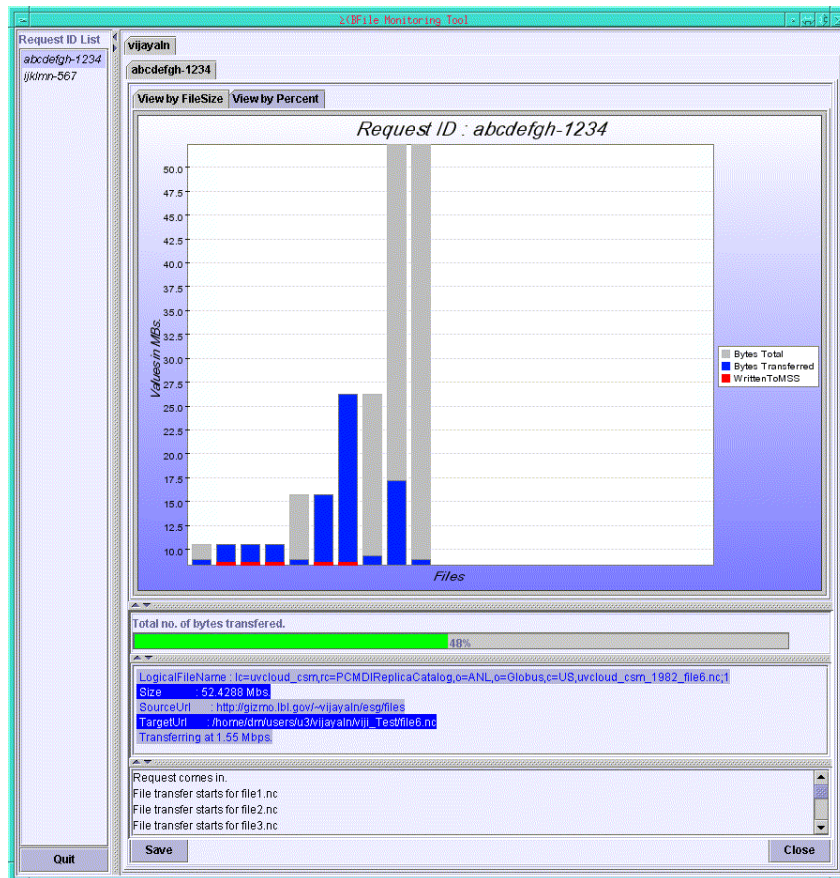 ≥(BFile Monitoring Tool
Request ID List
abcdefgh-1234
ijklmn-567
Quit
vijayaln
abcdefgh-1234
View by FileSize View by Percent
Request ID : abcdefgh-1234
50.0
47.5
45.0
42.5
40.0
37.5
35.0
32.5
30.0
27.5
25.0
22.5
20.0
17.5
15.0
12.5
10.0
Values in MBs.
Files
Bytes Total
Bytes Transferred
WrittenToMSS
Total no. of bytes transfered.
48%
LogicalFileName : lc=uvcloud_csm,rc=PCMDIReplicaCatalog,o=ANL,o=Globus,c=US,uvcloud_csm_1982_file6.nc;1
Size : 52.4288 Mbs.
SourceUrl : http://gizmo.lbl.gov/~vijayaln/esg/files
TargetUrl : /home/dm/users/u3/vijayaln/viji_Test/file6.nc
Transferring at 1.55 Mbps.
Request comes in.
File transfer starts for file1.nc
File transfer starts for file2.nc
File transfer starts for file3.nc
Save Close